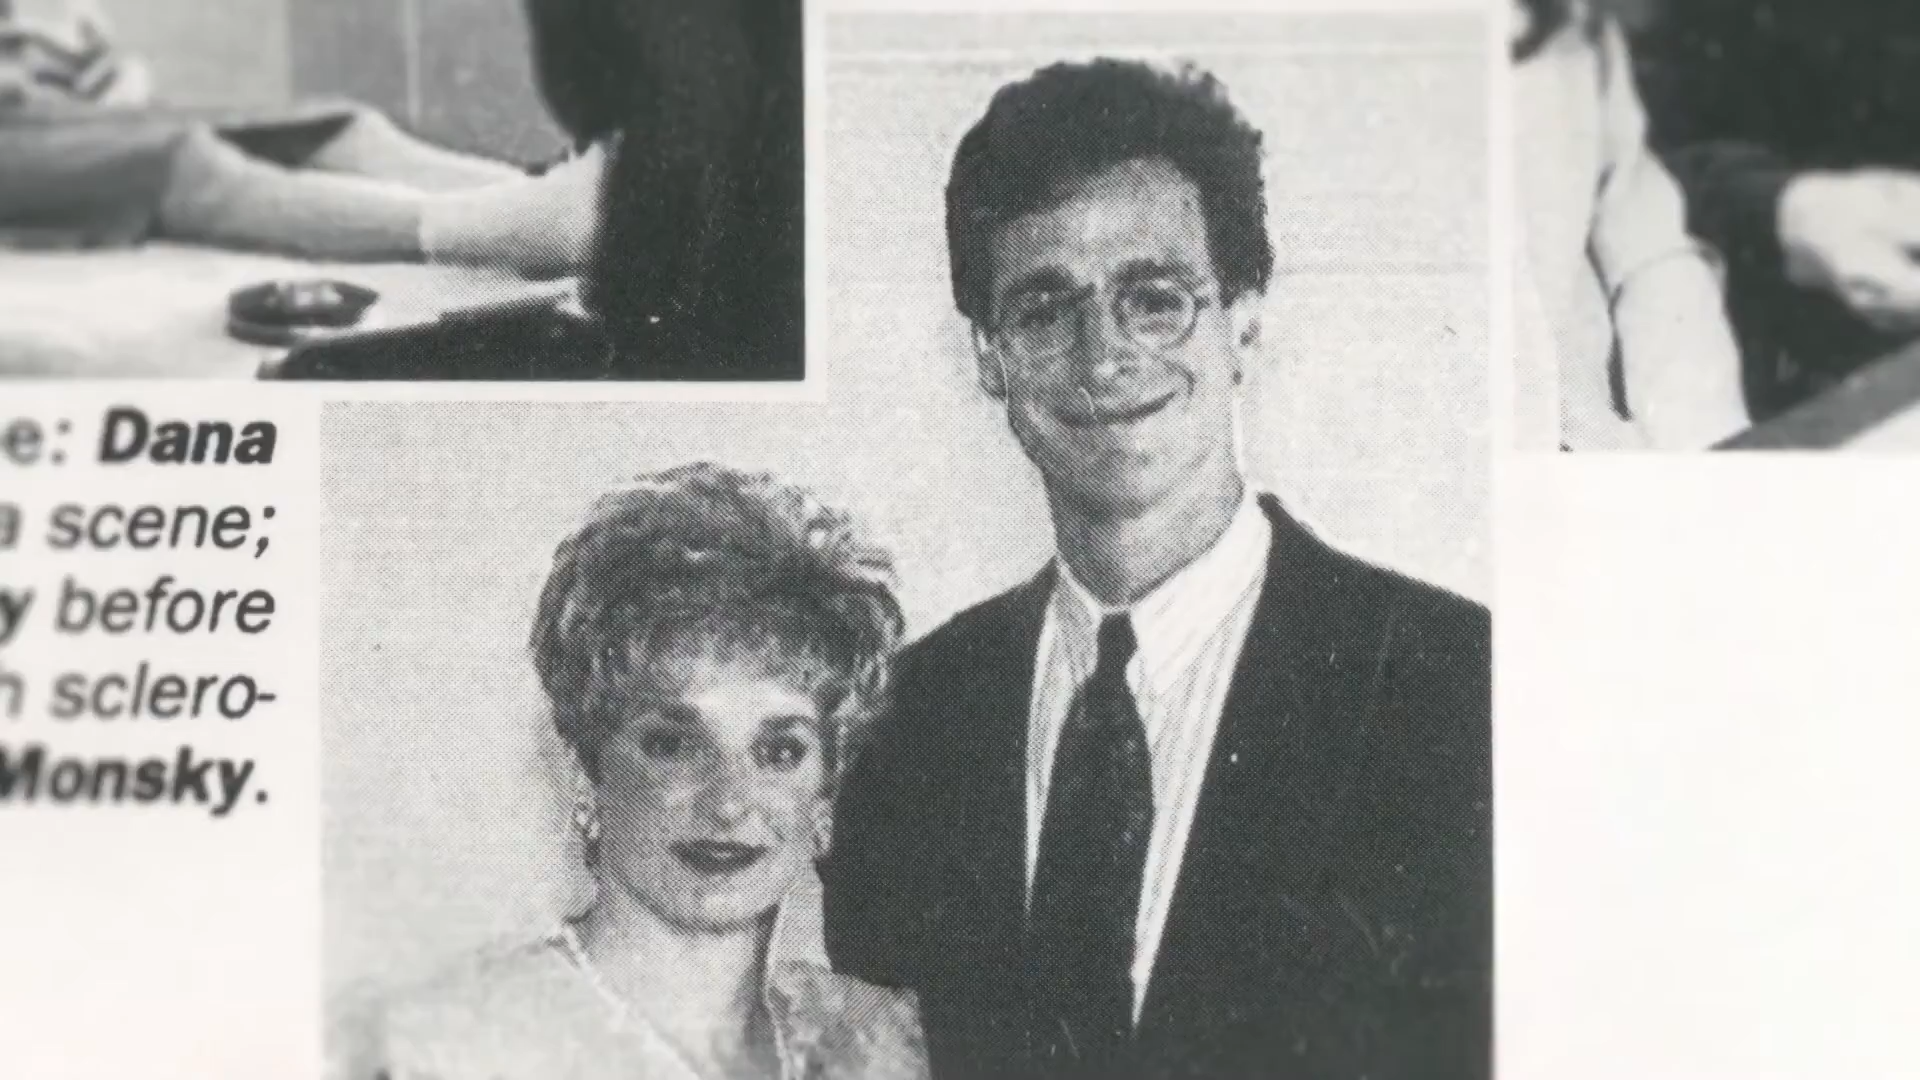 e: Dana
a scene;
y before
h sclero-
Monsky.